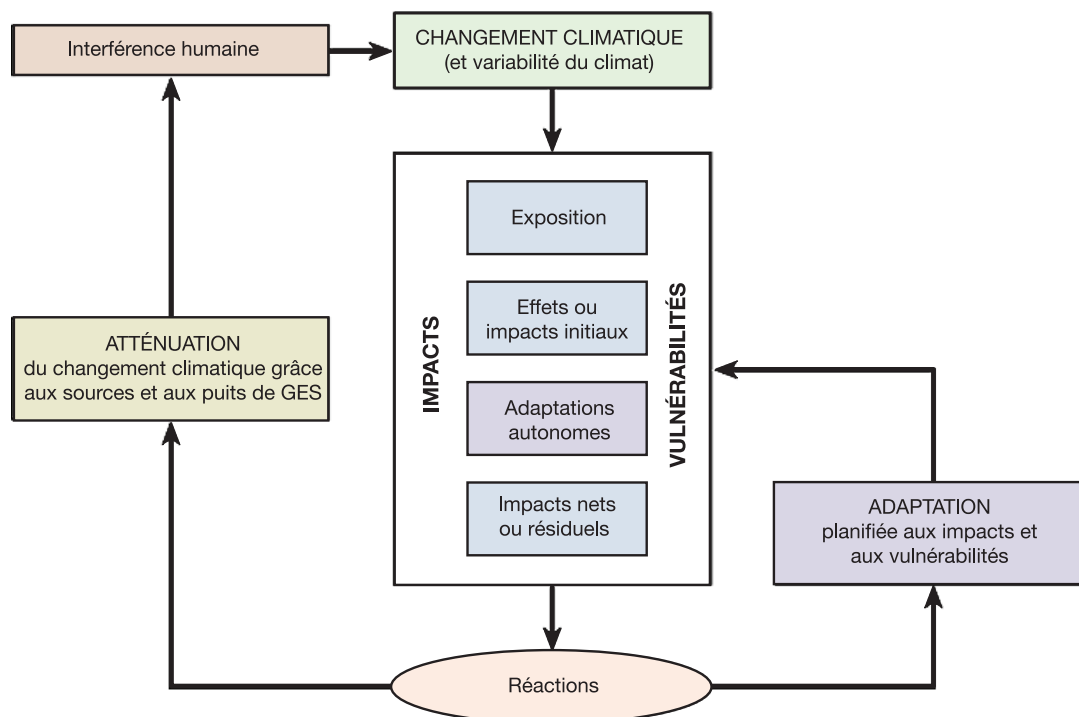 Interférence humaine
CHANGEMENT CLIMATIQUE
(et variabilité du climat)
Exposition
Effets ou
impacts initiaux
IMPACTS
VULNÉRABILITÉS
Adaptations
autonomes
Impacts nets
ou résiduels
ATTÉNUATION
du changement climatique grâce
aux sources et aux puits de GES
ADAPTATION
planifiée aux impacts et
aux vulnérabilités
Réactions